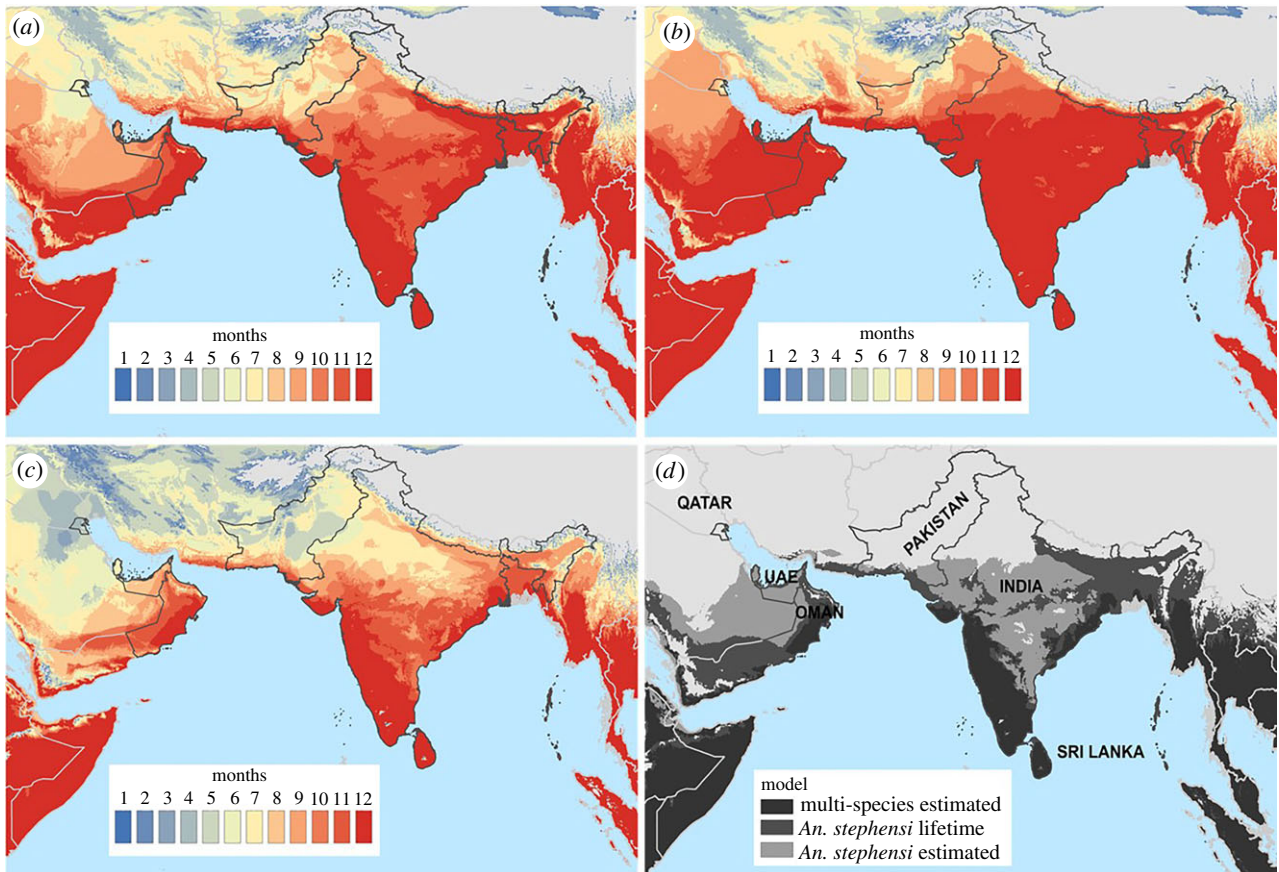 (a)
months
1 2 3 4 5 6 7 8 9 10 11 12
(b)
months
1 2 3 4 5 6 7 8 9 10 11 12
(c)
months
1 2 3 4 5 6 7 8 9 10 11 12
(d)
QATAR
PAKISTAN
UAE
INDIA
OMAN
SRI LANKA
model
multi-species estimated
An. stephensi lifetime
An. stephensi estimated